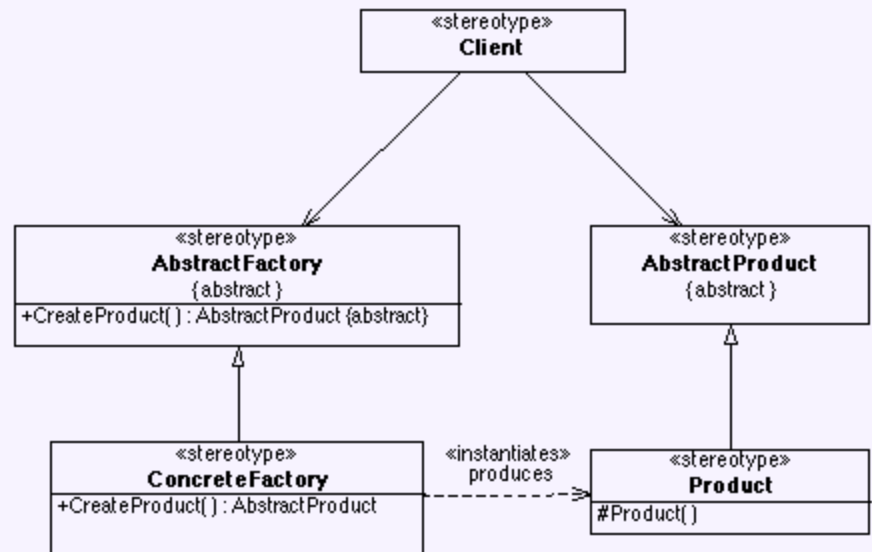 «stereotype»
Client
«stereotype»
AbstractFactory
{abstract}
+CreateProduct() : AbstractProduct {abstract}
«stereotype»
AbstractProduct
{abstract}
«stereotype»
ConcreteFactory
+CreateProduct() : AbstractProduct
«instantiates»
produces
«stereotype»
Product
#Product()